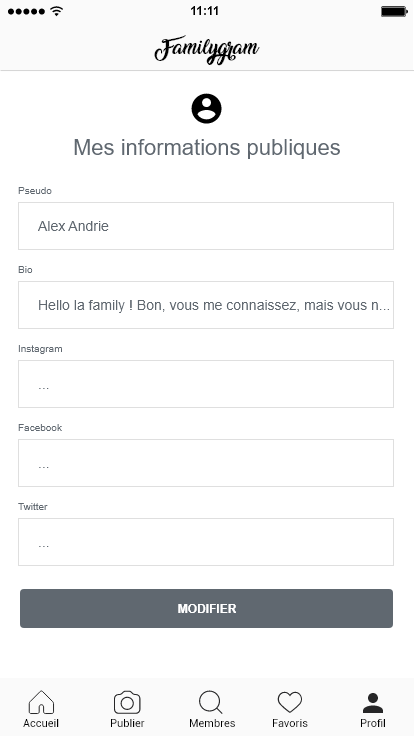 11:11
Familygram
Mes informations publiques
Pseudo
Alex Andrie
Bio
Hello la family ! Bon, vous me connaissez, mais vous n...
Instagram
...
Facebook
...
Twitter
...
MODIFIER
Accueil Publier Membres Favoris Profil